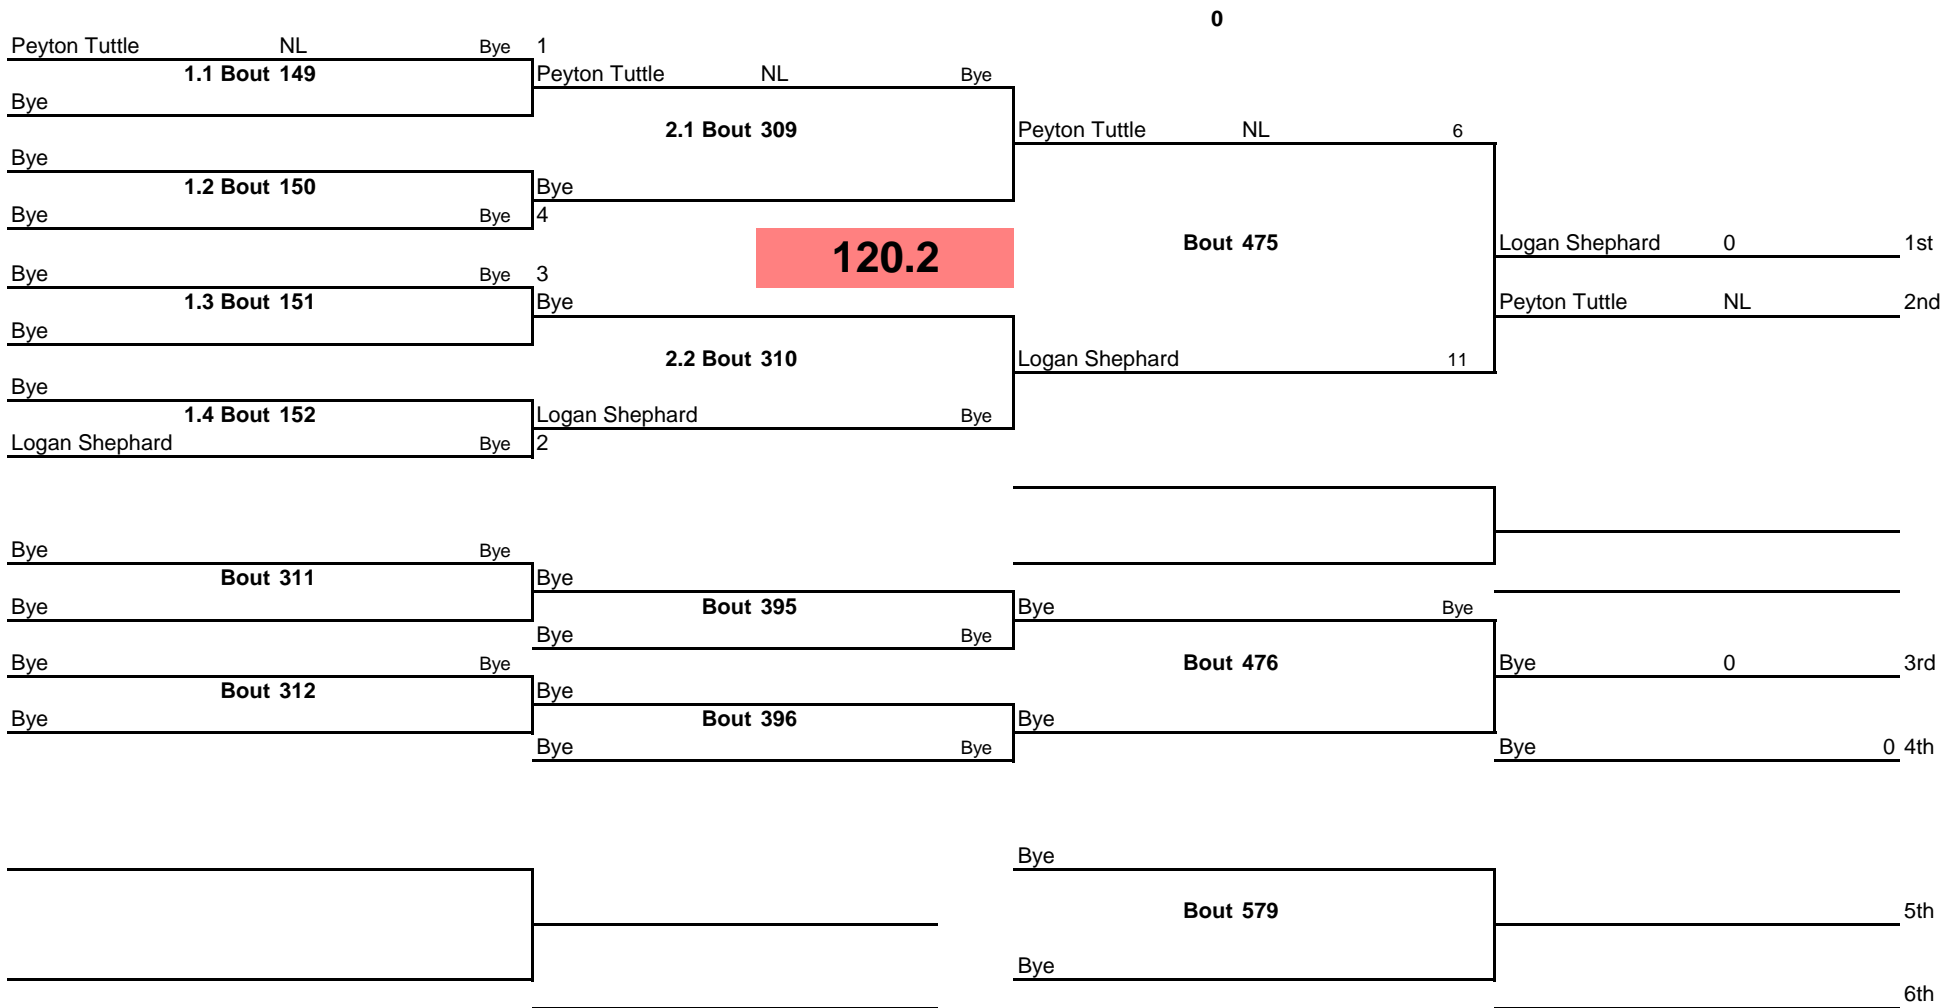 0
Peyton Tuttle NL Bye 1
1.1 Bout 149 Peyton Tuttle NL Bye
Bye
2.1 Bout 309 Peyton Tuttle NL 6
Bye
1.2 Bout 150 Bye
Bye Bye 4
120.2 Bout 475 Logan Shephard 0 1st
Bye Bye 3
1.3 Bout 151 Bye Peyton Tuttle NL 2nd
Bye
2.2 Bout 310 Logan Shephard 11
Bye
1.4 Bout 152 Logan Shephard Bye
Logan Shephard Bye 2
Bye Bye
Bout 311 Bye
Bye Bout 395 Bye Bye
Bye Bye
Bye Bye Bout 476 Bye 0 3rd
Bout 312 Bye
Bye Bout 396 Bye
Bye Bye Bye 0 4th
Bye
Bout 579 5th
Bye
6th